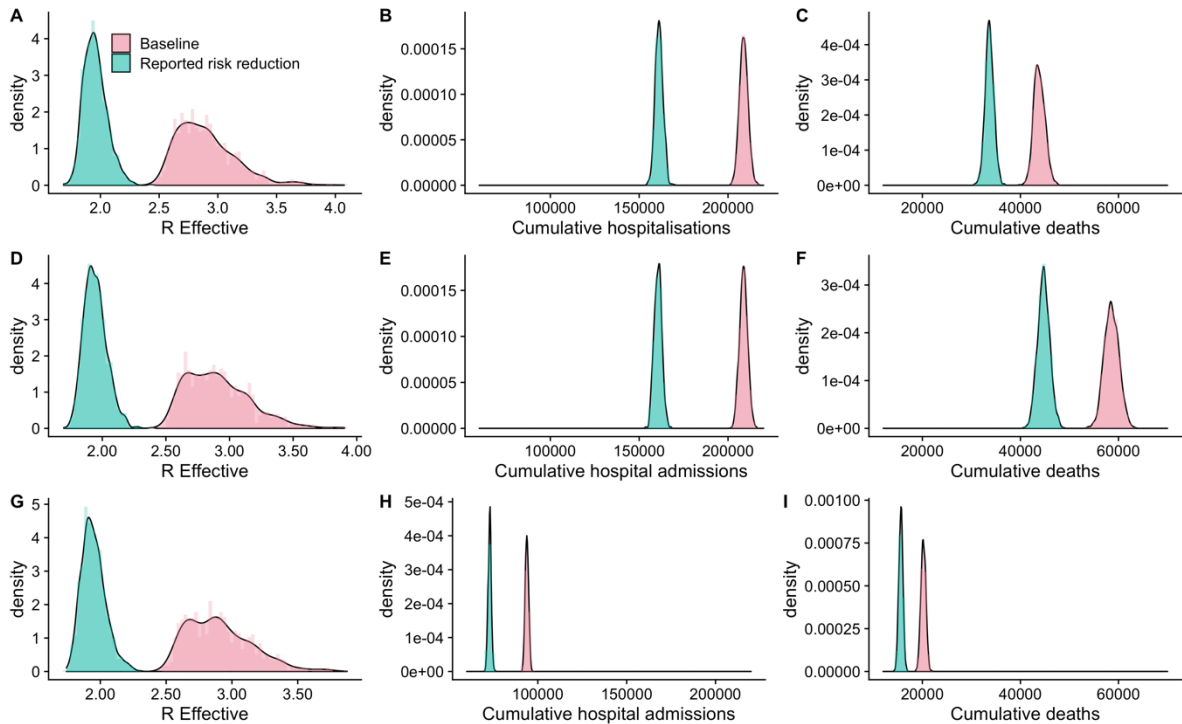 A
B
C
density
4
3
2
1
0
Baseline
Reported risk reduction
2.0 2.5 3.0 3.5 4.0
R Effective
density
0.00015
0.00010
0.00005
0.00000
100000 150000 200000
Cumulative hospitalisations
density
4e-04
3e-04
2e-04
1e-04
0e+00
20000 40000 60000
Cumulative deaths
D
E
F
density
4
3
2
1
0
2.00 2.50 3.00 3.50 4.00
R Effective
density
0.00015
0.00010
0.00005
0.00000
100000 150000 200000
Cumulative hospital admissions
density
3e-04
2e-04
1e-04
0e+00
20000 40000 60000
Cumulative deaths
G
H
I
density
5
4
3
2
1
0
2.00 2.50 3.00 3.50
R Effective
density
5e-04
4e-04
3e-04
2e-04
1e-04
0e+00
100000 150000 200000
Cumulative hospital admissions
density
0.00100
0.00075
0.00050
0.00025
0.00000
20000 40000 60000
Cumulative deaths